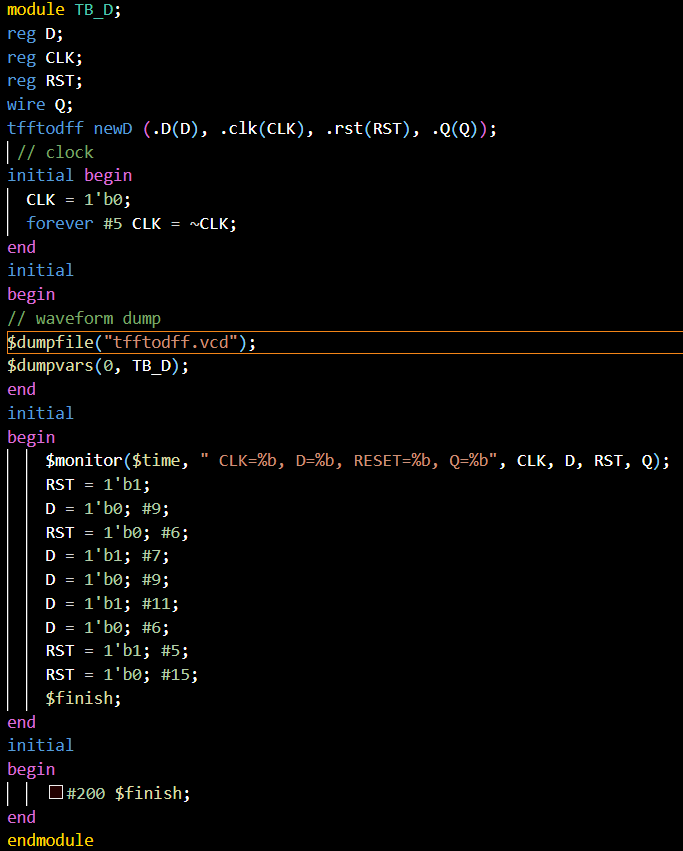 module TB_D;
reg D;
reg CLK;
reg RST;
wire Q;
tfftodff newD (.D(D), .clk(CLK), .rst(RST), .Q(Q));
// clock
initial begin
CLK = 1'b0;
forever #5 CLK = ~CLK;
end
initial
begin
// waveform dump
$dumpfile("tfftodff.vcd");
$dumpvars(0, TB_D);
end
initial
begin
$monitor($time, " CLK=%b, D=%b, RESET=%b, Q=%b", CLK, D, RST, Q);
RST = 1'b1;
D = 1'b0; #9;
RST = 1'b0; #6;
D = 1'b1; #7;
D = 1'b0; #9;
D = 1'b1; #11;
D = 1'b0; #6;
RST = 1'b1; #5;
RST = 1'b0; #15;
$finish;
end
initial
begin
#200 $finish;
end
endmodule